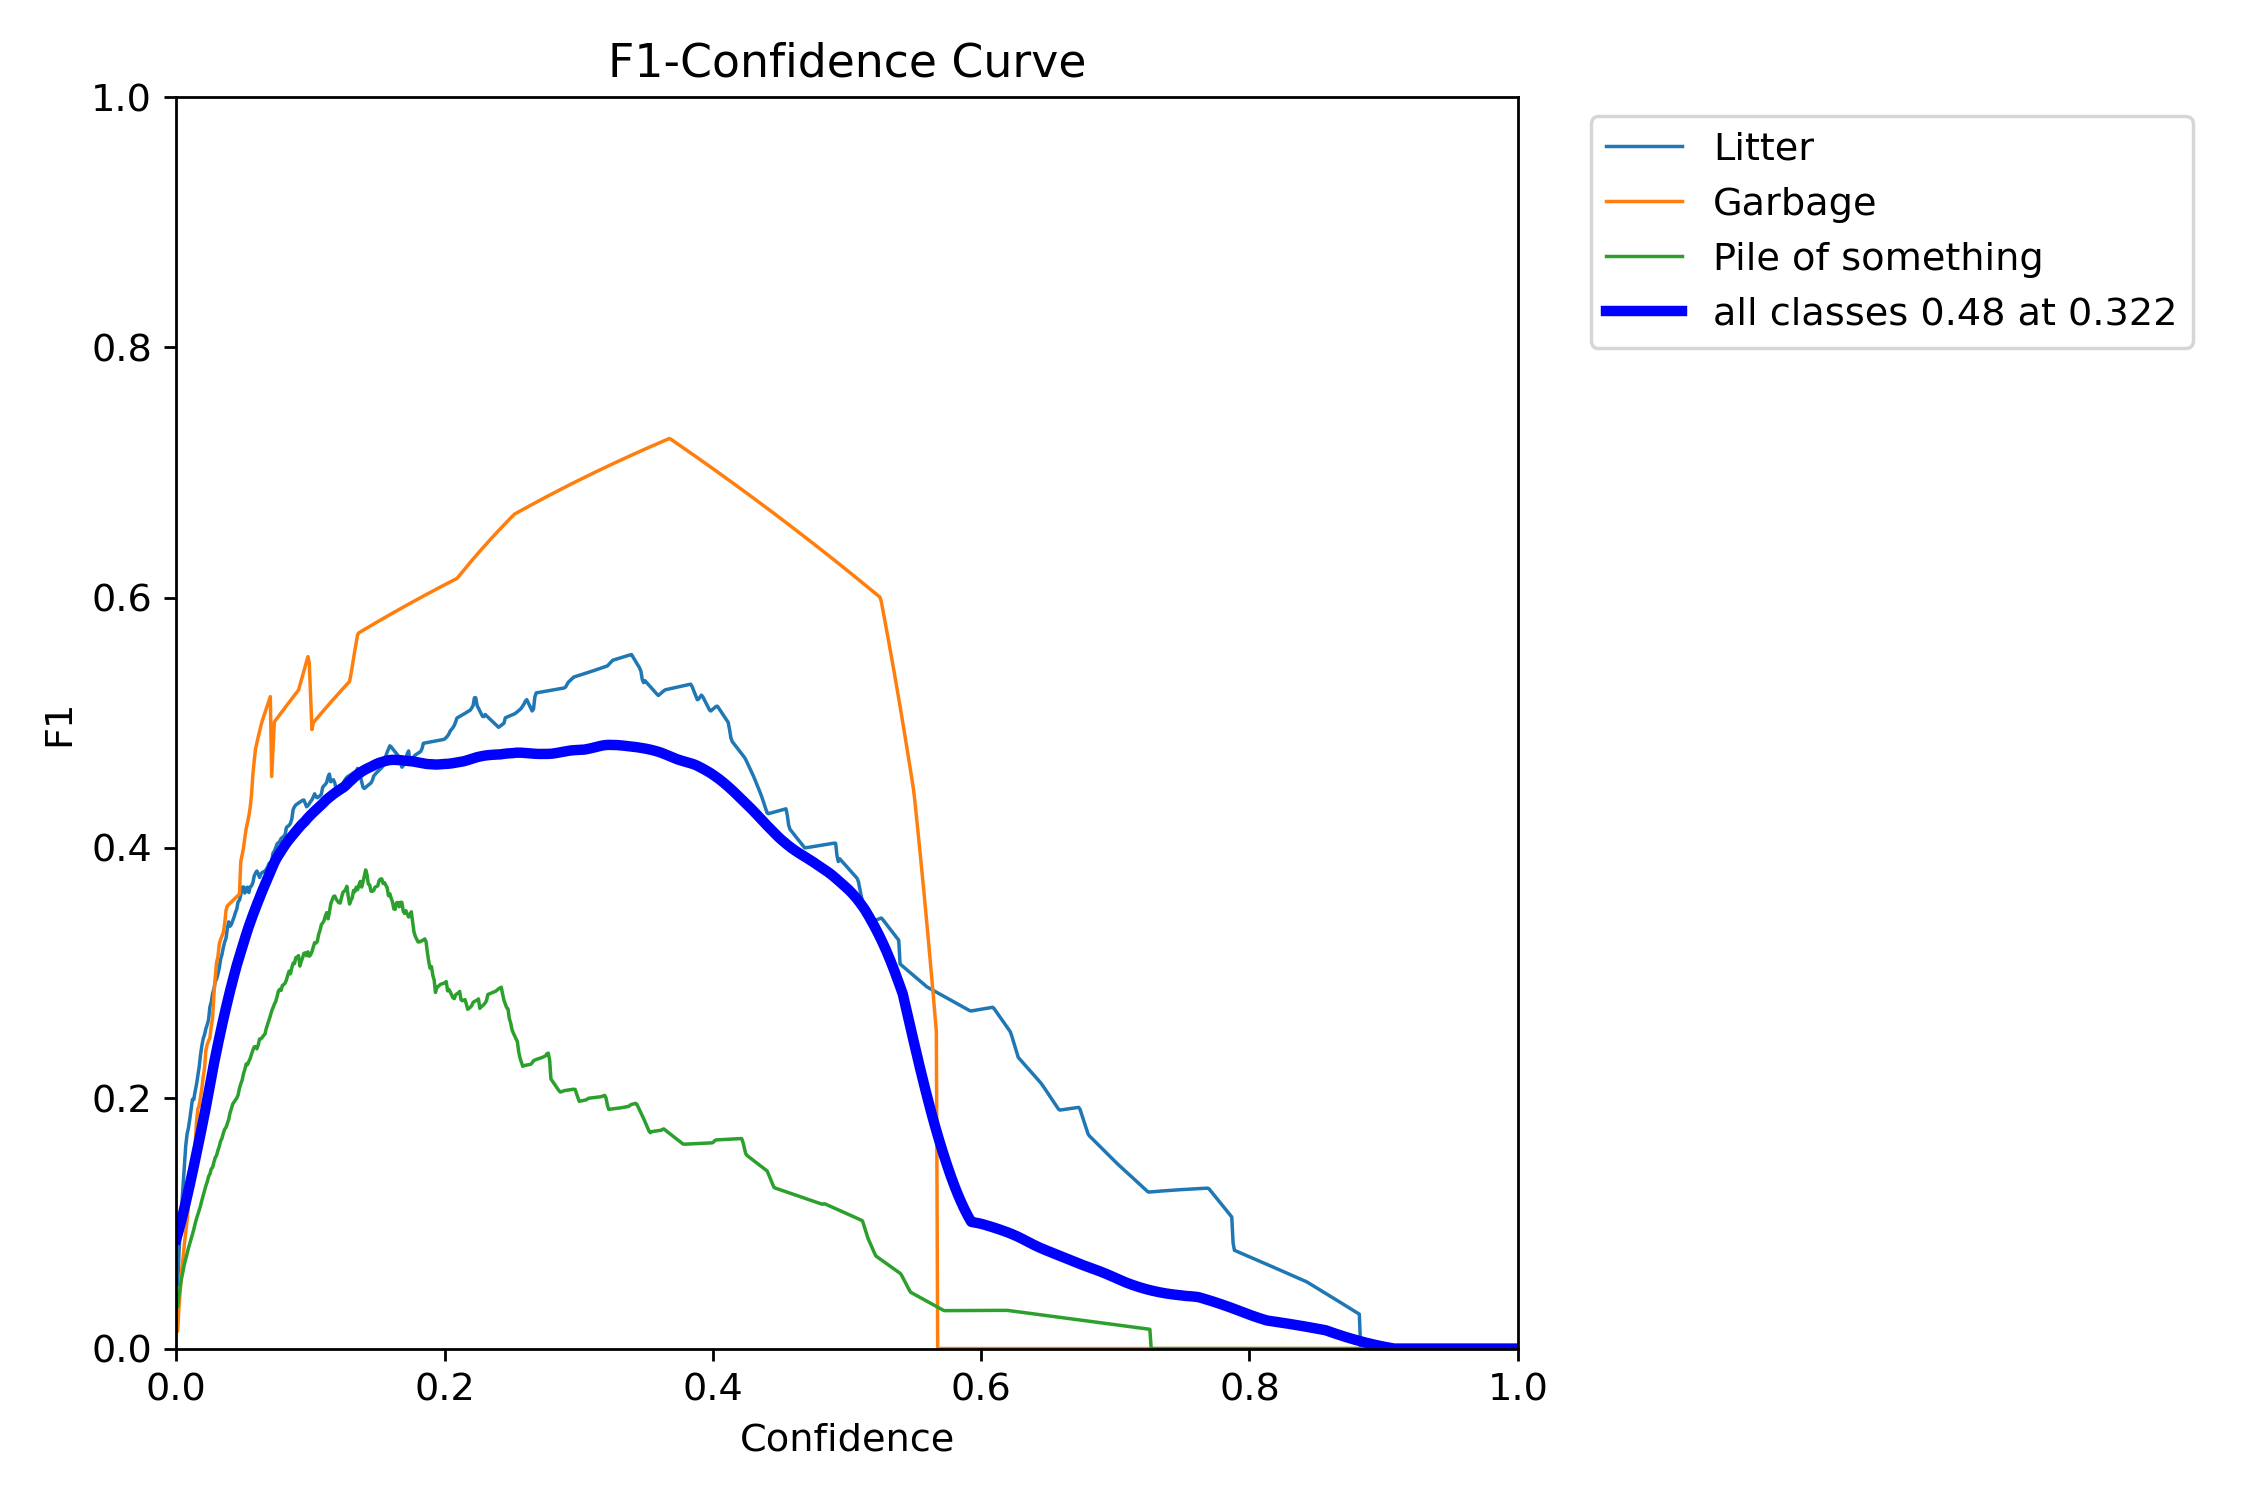 F1-Confidence Curve
1.0
0.8
0.6
0.4
0.2
0.0
F1
0.0 0.2 0.4 0.6 0.8 1.0
Confidence
Litter
Garbage
Pile of something
all classes 0.48 at 0.322